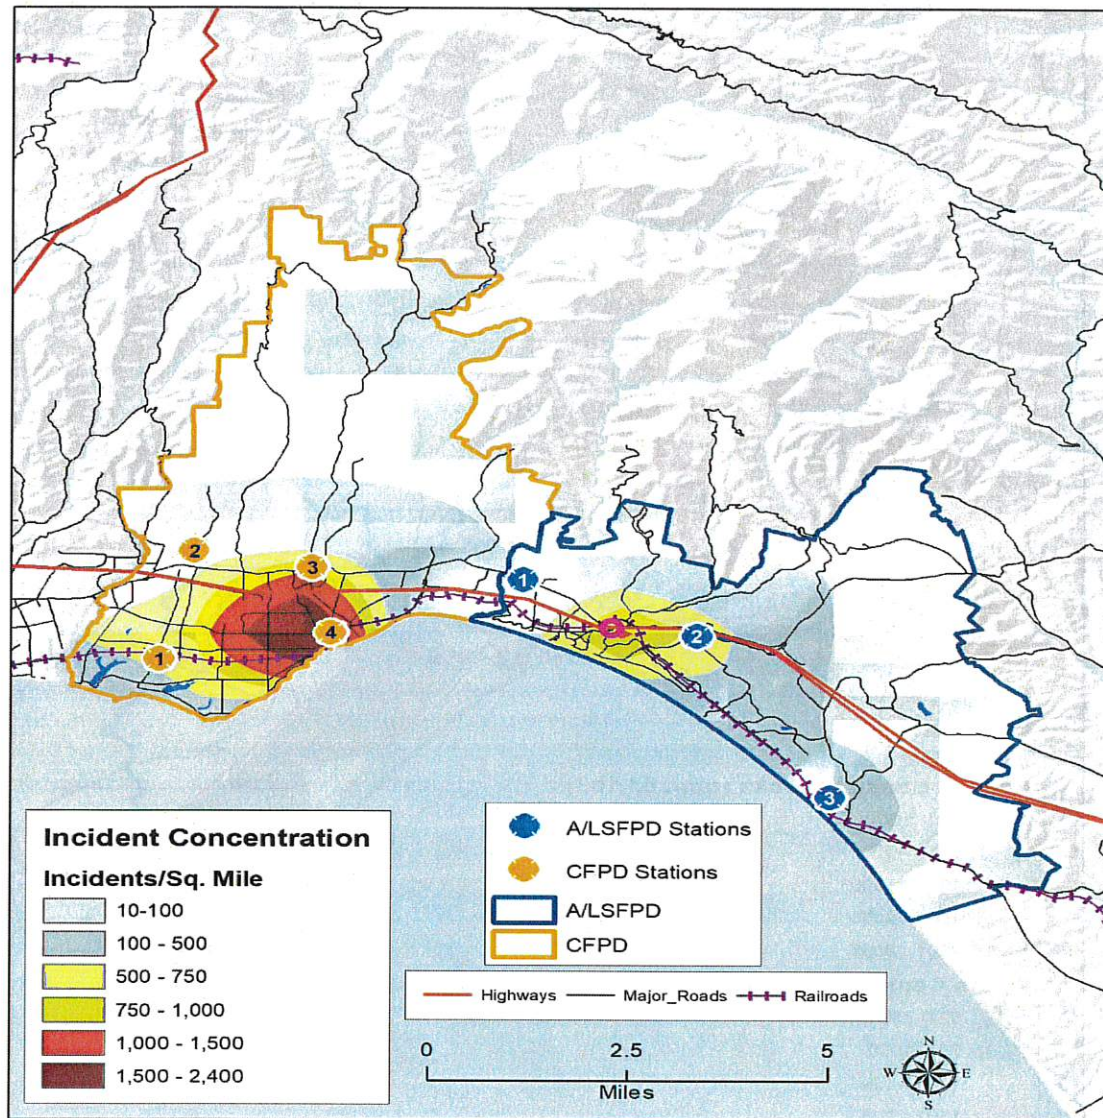 2
3
4
1
1
2
3
Incident Concentration
Incidents/Sq. Mile
10-100
100 - 500
500 - 750
750 - 1,000
1,000 - 1,500
1,500 - 2,400
A/LSFPD Stations
CFPD Stations
A/LSFPD
CFPD
Highways Major_Roads Railroads
0 2.5 5
Miles
N
W E
S